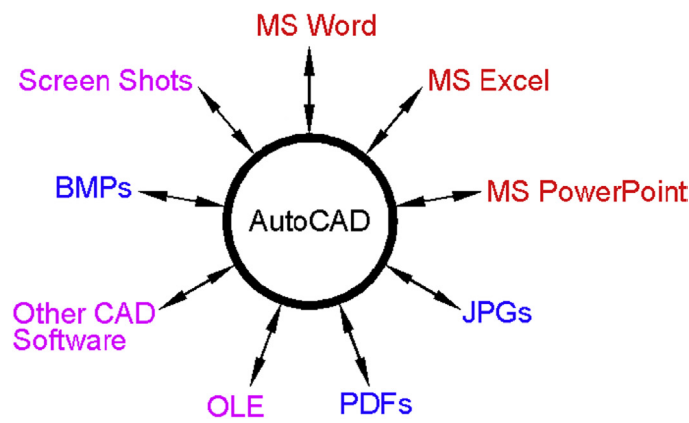 MS Word
Screen Shots
MS Excel
BMPs
MS PowerPoint
AutoCAD
Other CAD
Software
JPGs
OLE
PDFs